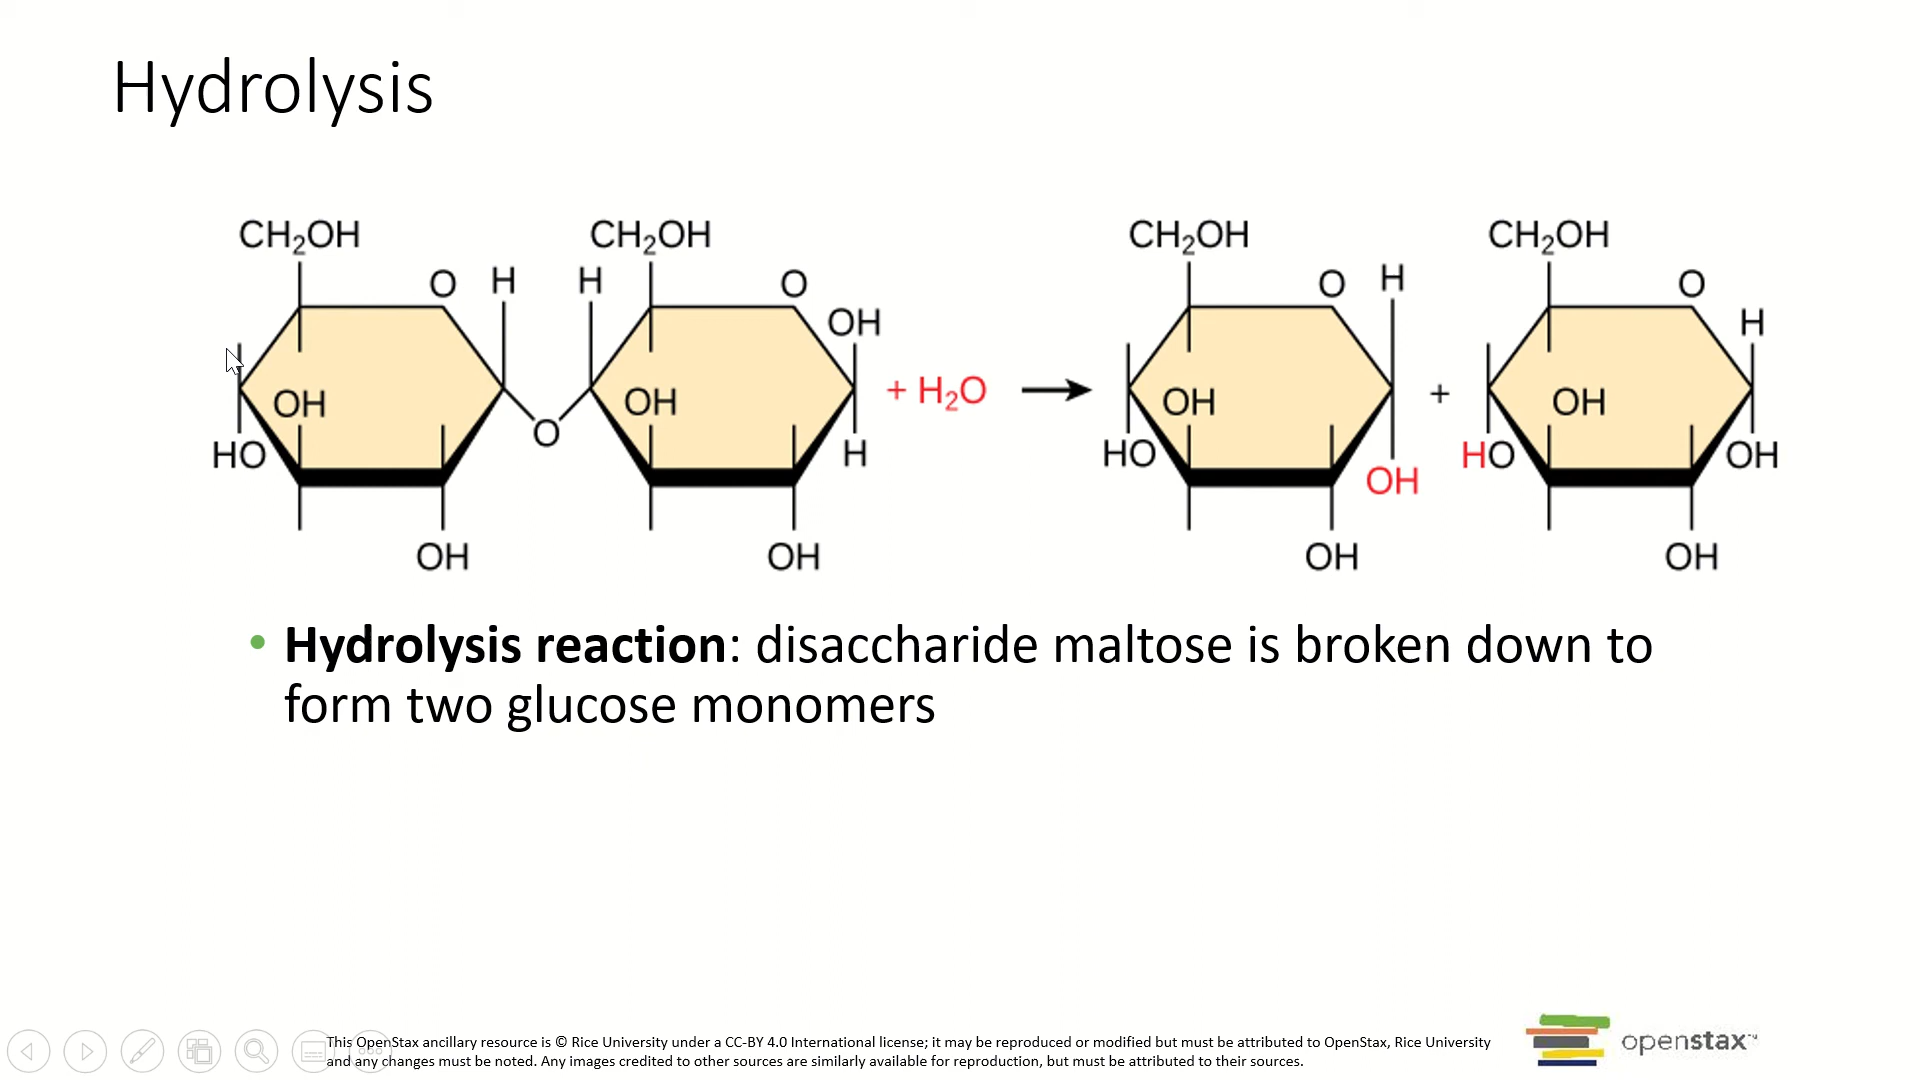 Hydrolysis
CH₂OH CH₂OH CH₂OH CH₂OH
O H H O O H O
OH H
OH OH + H₂O OH + OH
HO O H HO OH HO OH
OH OH OH OH
• Hydrolysis reaction: disaccharide maltose is broken down to
form two glucose monomers
This OpenStax ancillary resource is © Rice University under a CC-BY 4.0 International license; it may be reproduced or modified but must be attributed to OpenStax, Rice University
and any changes must be noted. Any images credited to other sources are similarly available for reproduction, but must be attributed to their sources.
openstax™